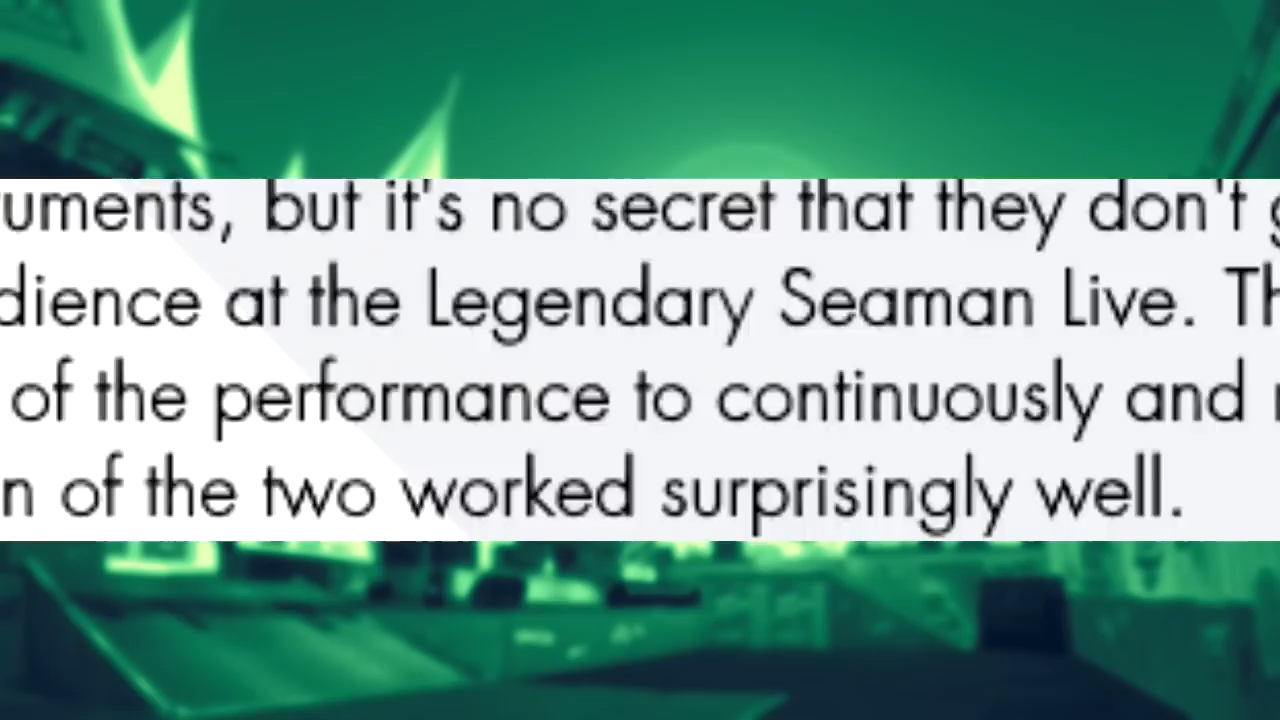 uments, but it's no secret that they don't
dience at the Legendary Seaman Live.
of the performance to continuously and
n of the two worked surprisingly well.